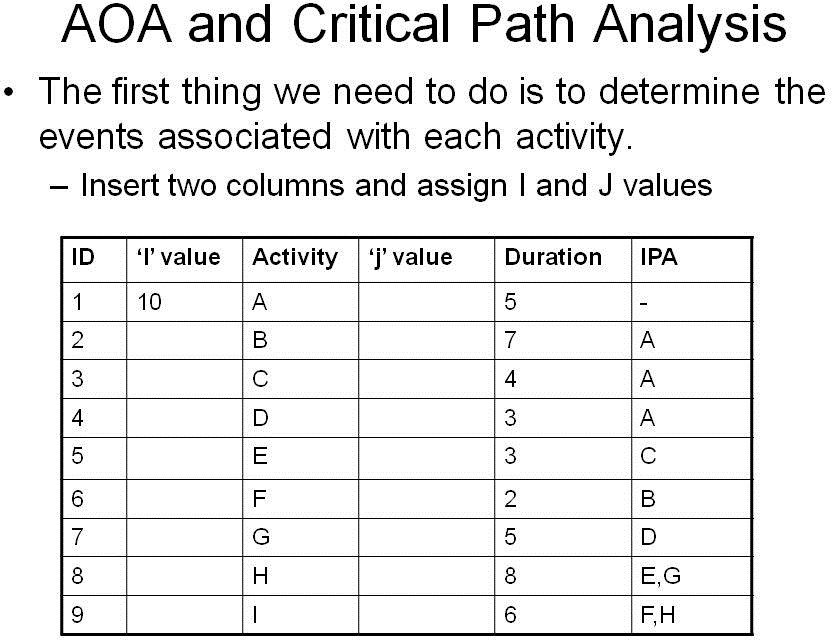 AOA and Critical Path Analysis
• The first thing we need to do is to determine the
events associated with each activity.
– Insert two columns and assign I and J values
ID ‘I’ value Activity ‘j’ value Duration IPA
1 10 A 5 -
2 B 7 A
3 C 4 A
4 D 3 A
5 E 3 C
6 F 2 B
7 G 5 D
8 H 8 E,G
9 I 6 F,H